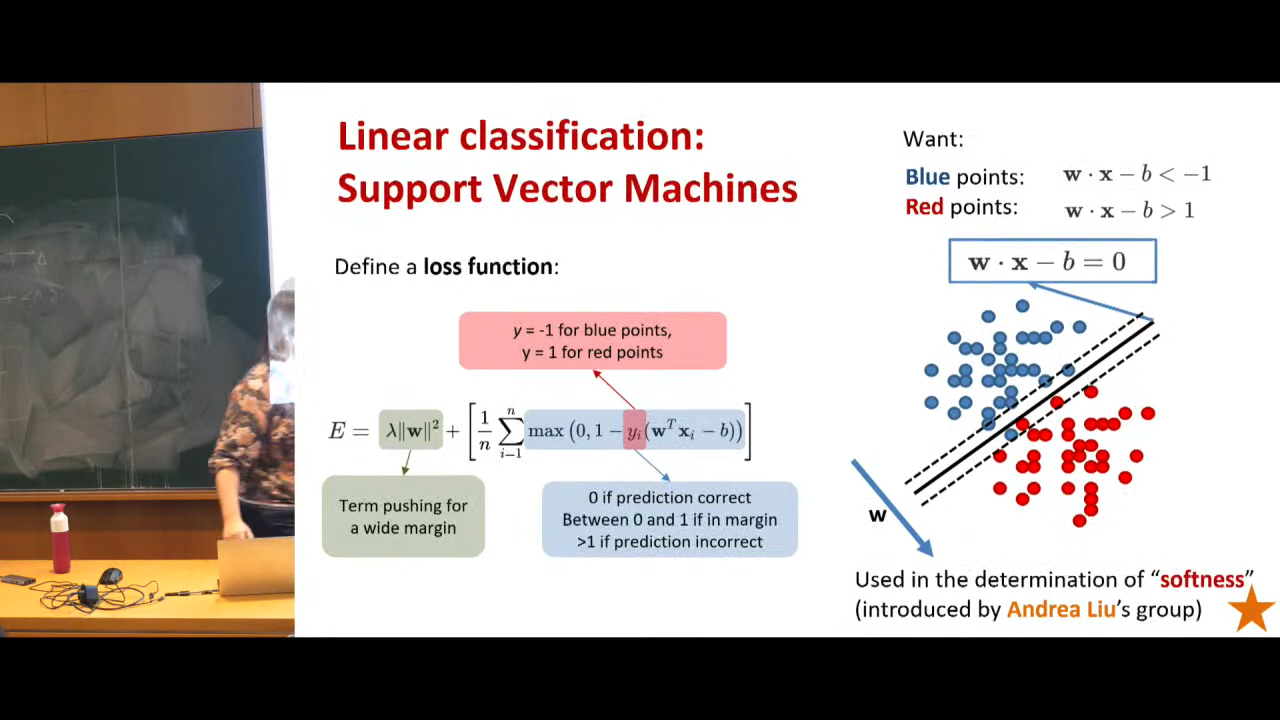 Linear classification:
Support Vector Machines
Define a loss function:
y = -1 for blue points,
y = 1 for red points
E = λ‖w‖² + [1/n ∑_{i=1}^{n} max (0, 1 − y_i(w^T x_i − b))]
Term pushing for
a wide margin
0 if prediction correct
Between 0 and 1 if in margin
>1 if prediction incorrect
Want:
Blue points: w · x − b < −1
Red points: w · x − b > 1
w · x − b = 0
w
Used in the determination of “softness”
(introduced by Andrea Liu’s group)